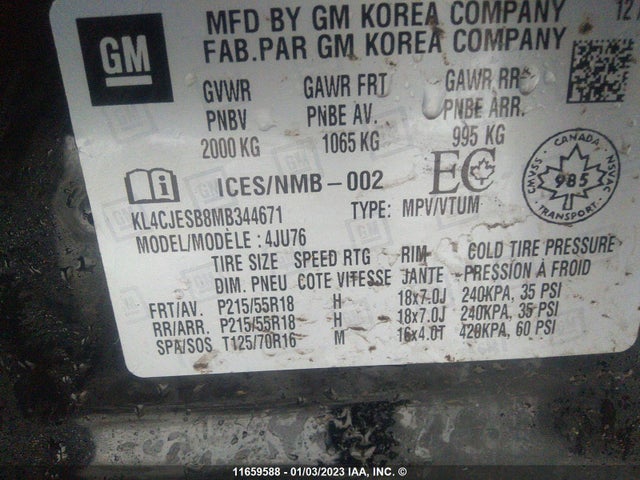 GM
MFD BY GM KOREA COMPANY 12
FAB.PAR GM KOREA COMPANY
GVWR GAWR FRT GAWR RR
PNBV PNBE AV. PNBE ARR.
2000 KG 1065 KG 995 KG
ICES/NMB-002 EC
CANADA
CMVSS 985 NSVAC
TRANSPORT
KL4CJESB8MB344671 TYPE: MPV/VTUM
MODEL/MODÈLE : 4JU76
TIRE SIZE SPEED RTG RIM COLD TIRE PRESSURE
DIM. PNEU COTE VITESSE JANTE PRESSION À FROID
FRT/AV. P215/55R18 H 18x7.0J 240KPA, 35 PSI
RR/ARR. P215/55R18 H 18x7.0J 240KPA, 35 PSI
SPA/SOS T125/70R16 M 16x4.0T 420KPA, 60 PSI
11659588 - 01/03/2023 IAA, Inc.